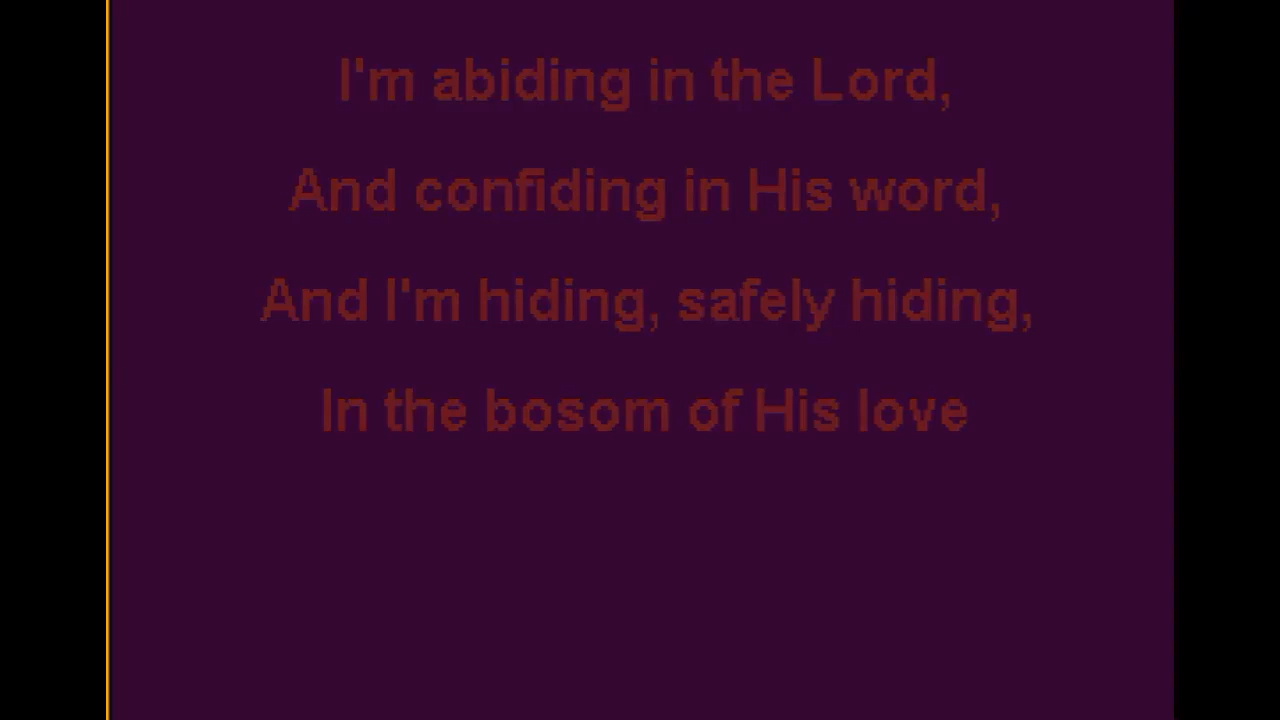 I'm abiding in the Lord,
And confiding in His word,
And I'm hiding, safely hiding,
In the bosom of His love